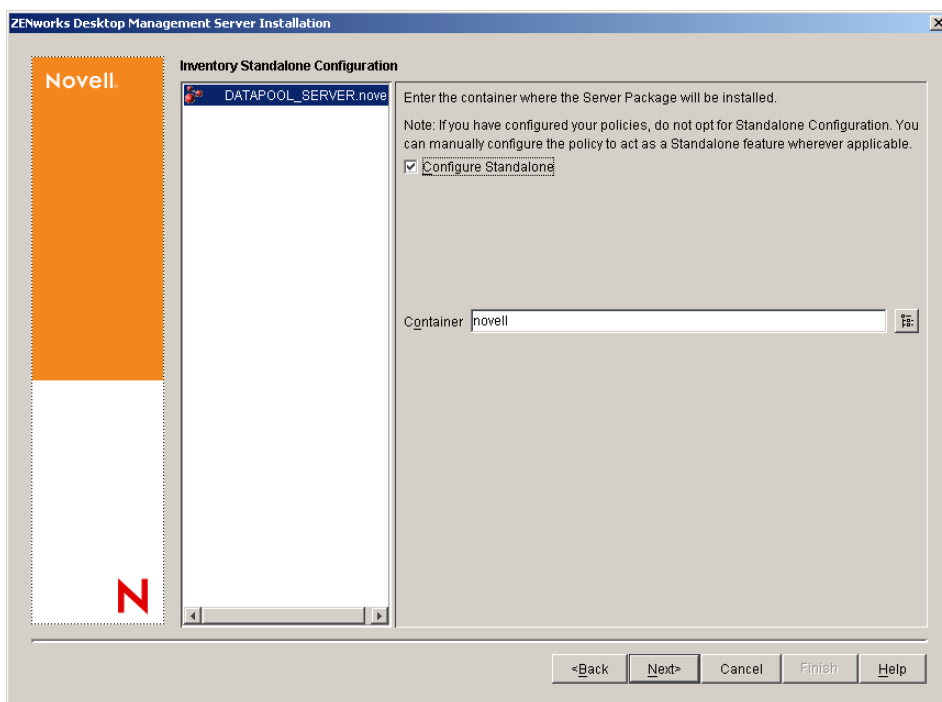 ZENworks Desktop Management Server Installation
Novell.
Inventory Standalone Configuration
DATAPOOL_SERVER.nove
Enter the container where the Server Package will be installed.
Note: If you have configured your policies, do not opt for Standalone Configuration. You
can manually configure the policy to act as a Standalone feature wherever applicable.
Configure Standalone
Container novell
N
<Back Next> Cancel Finish Help